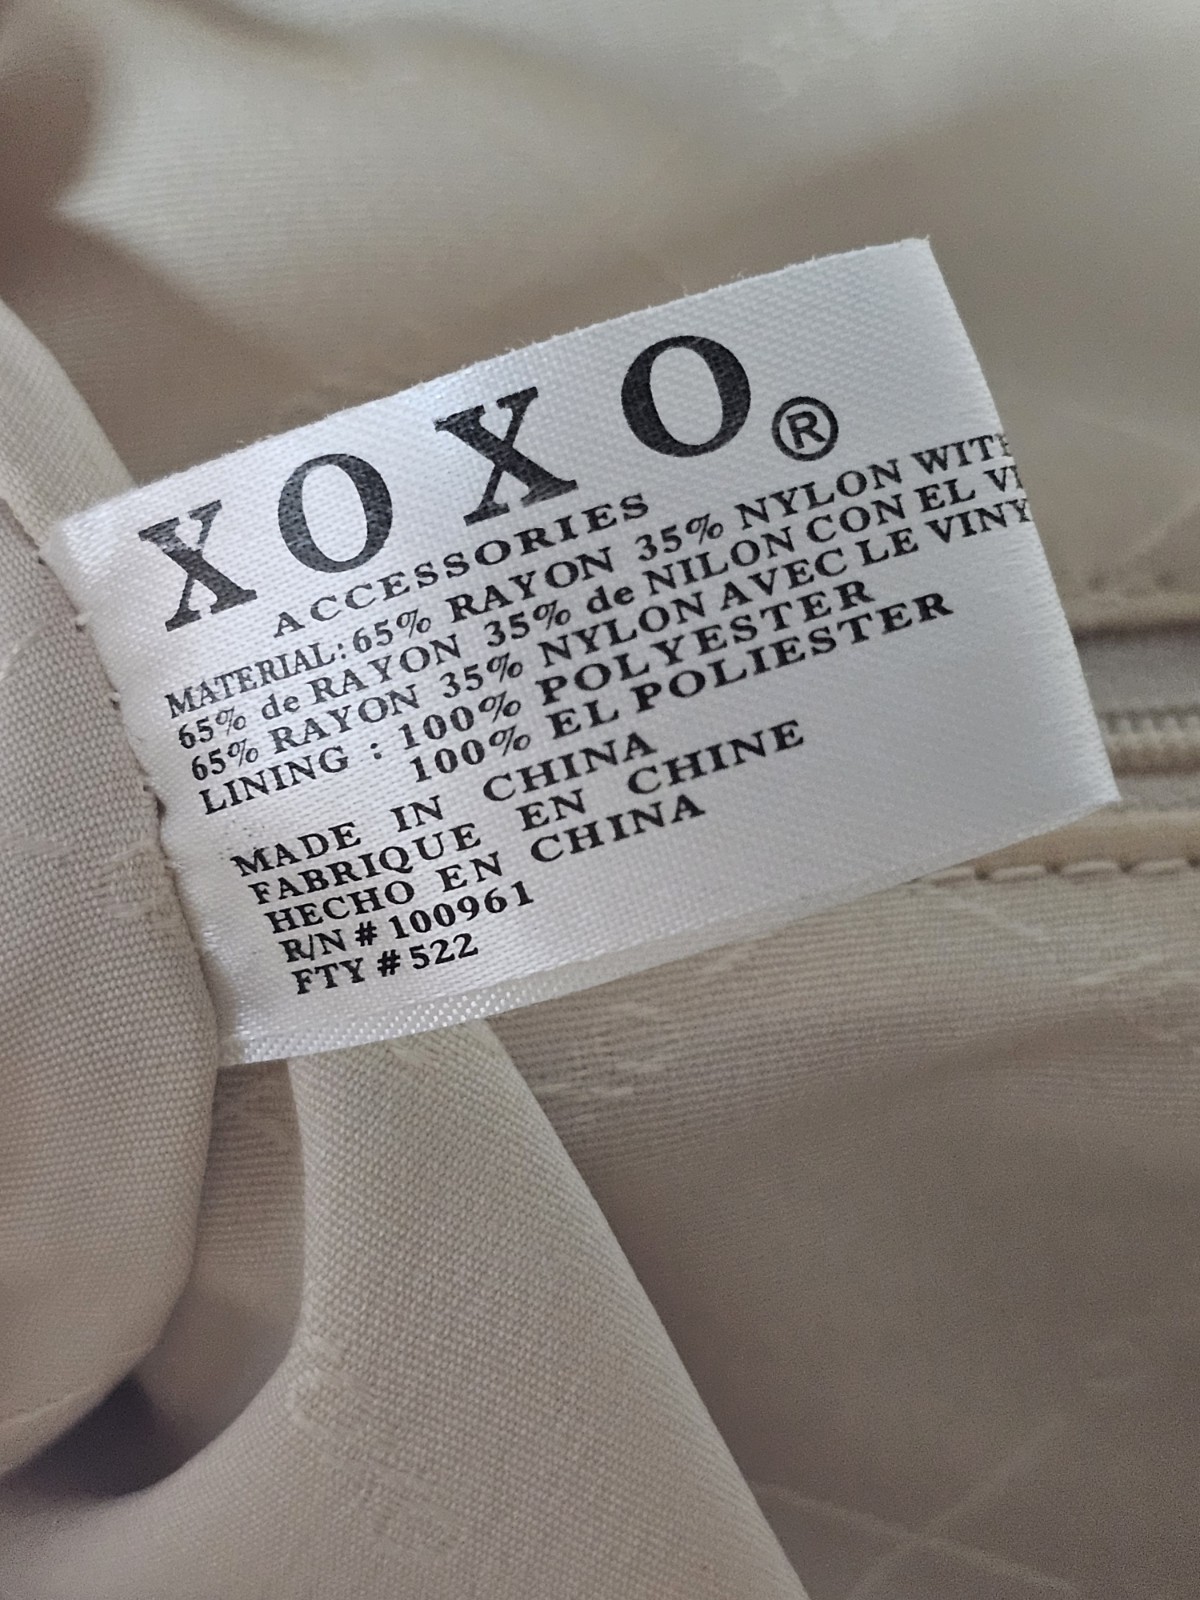 XOXO®
ACCESSORIES
MATERIAL: 65% RAYON 35% NYLON WITH
65% de RAYON 35% de NILON CON EL
65% RAYON 35% NYLON AVEC LE VINY
LINING : 100% POLYESTER
100% EL POLIESTER
MADE IN CHINA
FABRIQUE EN CHINE
HECHO EN CHINA
R/N # 100961
FTY # 522